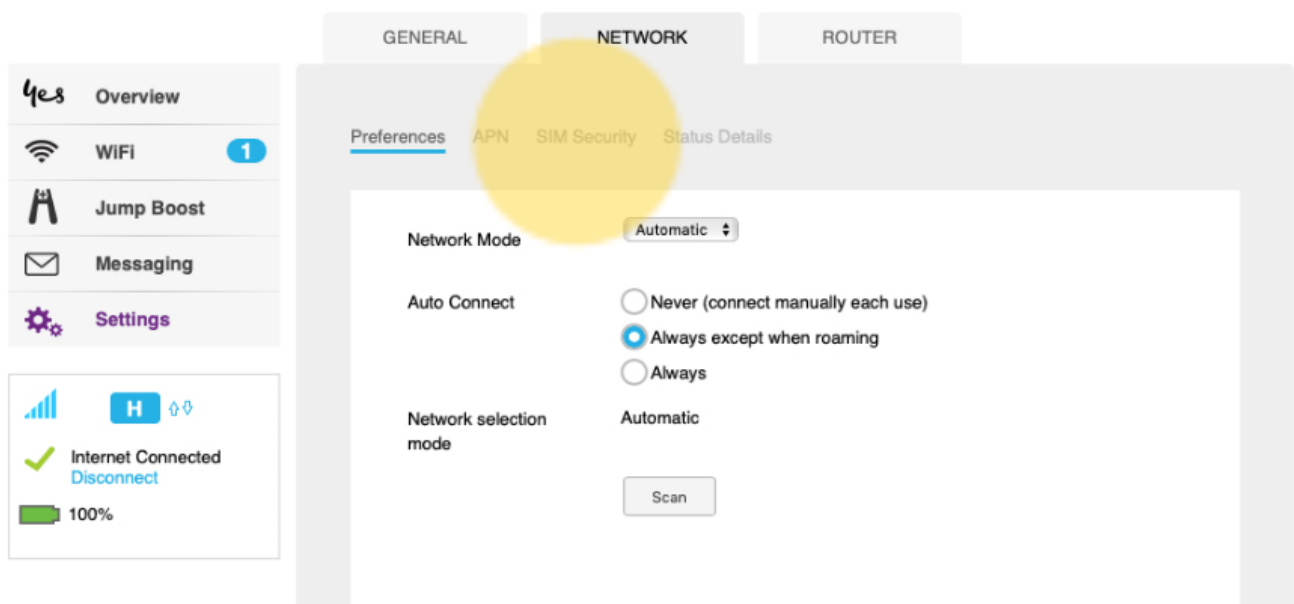 GENERAL
NETWORK
ROUTER
yes
Overview
WiFi
1
Jump Boost
Messaging
Settings
H
Internet Connected
Disconnect
100%
Preferences
APN
SIM Security
Status Details
Network Mode
Automatic
Auto Connect
Never (connect manually each use)
Always except when roaming
Always
Network selection
mode
Automatic
Scan